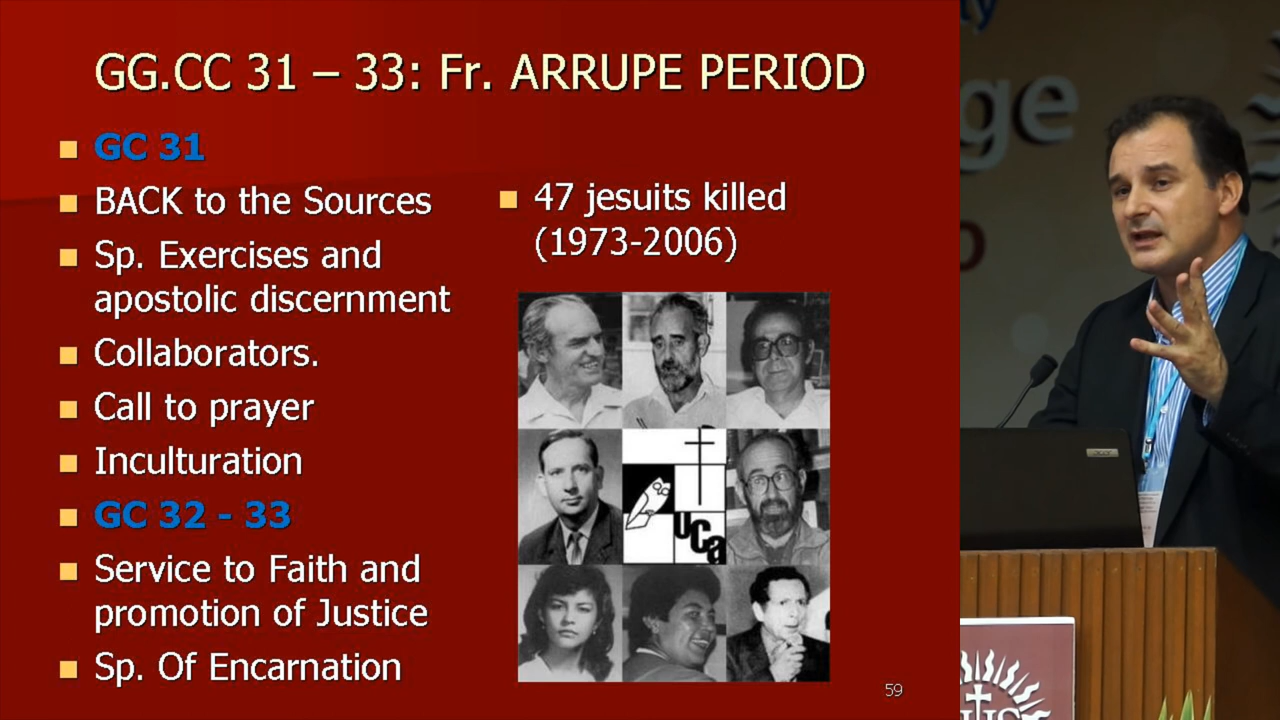 GG.CC 31 – 33: Fr. ARRUPE PERIOD
GC 31
BACK to the Sources
Sp. Exercises and
apostolic discernment
Collaborators.
Call to prayer
Inculturation
GC 32 - 33
Service to Faith and
promotion of Justice
Sp. Of Encarnation
47 jesuits killed
(1973-2006)
uca
59
acer